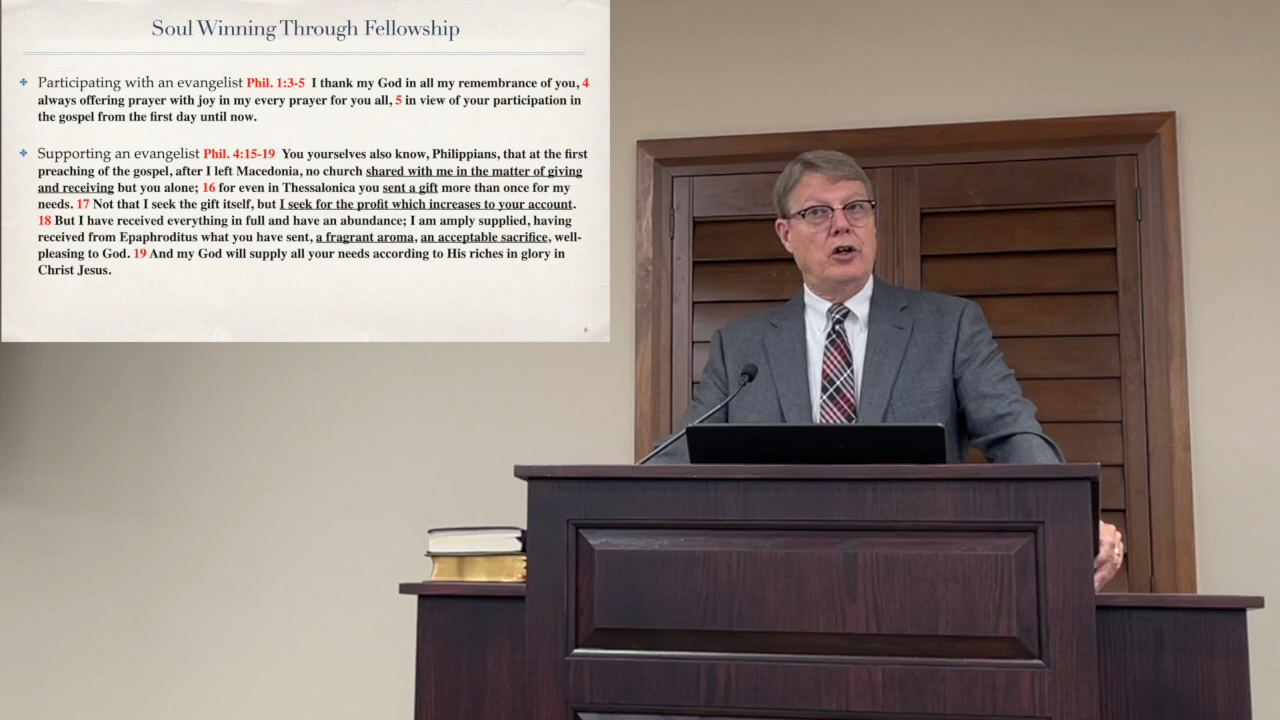 Soul Winning Through Fellowship
Participating with an evangelist Phil. 1:3-5 I thank my God in all my remembrance of you, 4
always offering prayer with joy in my every prayer for you all, 5 in view of your participation in
the gospel from the first day until now.
Supporting an evangelist Phil. 4:15-19 You yourselves also know, Philippians, that at the first
preaching of the gospel, after I left Macedonia, no church shared with me in the matter of giving
and receiving but you alone; 16 for even in Thessalonica you sent a gift more than once for my
needs. 17 Not that I seek the gift itself, but I seek for the profit which increases to your account.
18 But I have received everything in full and have an abundance; I am amply supplied, having
received from Epaphroditus what you have sent, a fragrant aroma, an acceptable sacrifice, well-
pleasing to God. 19 And my God will supply all your needs according to His riches in glory in
Christ Jesus.
6